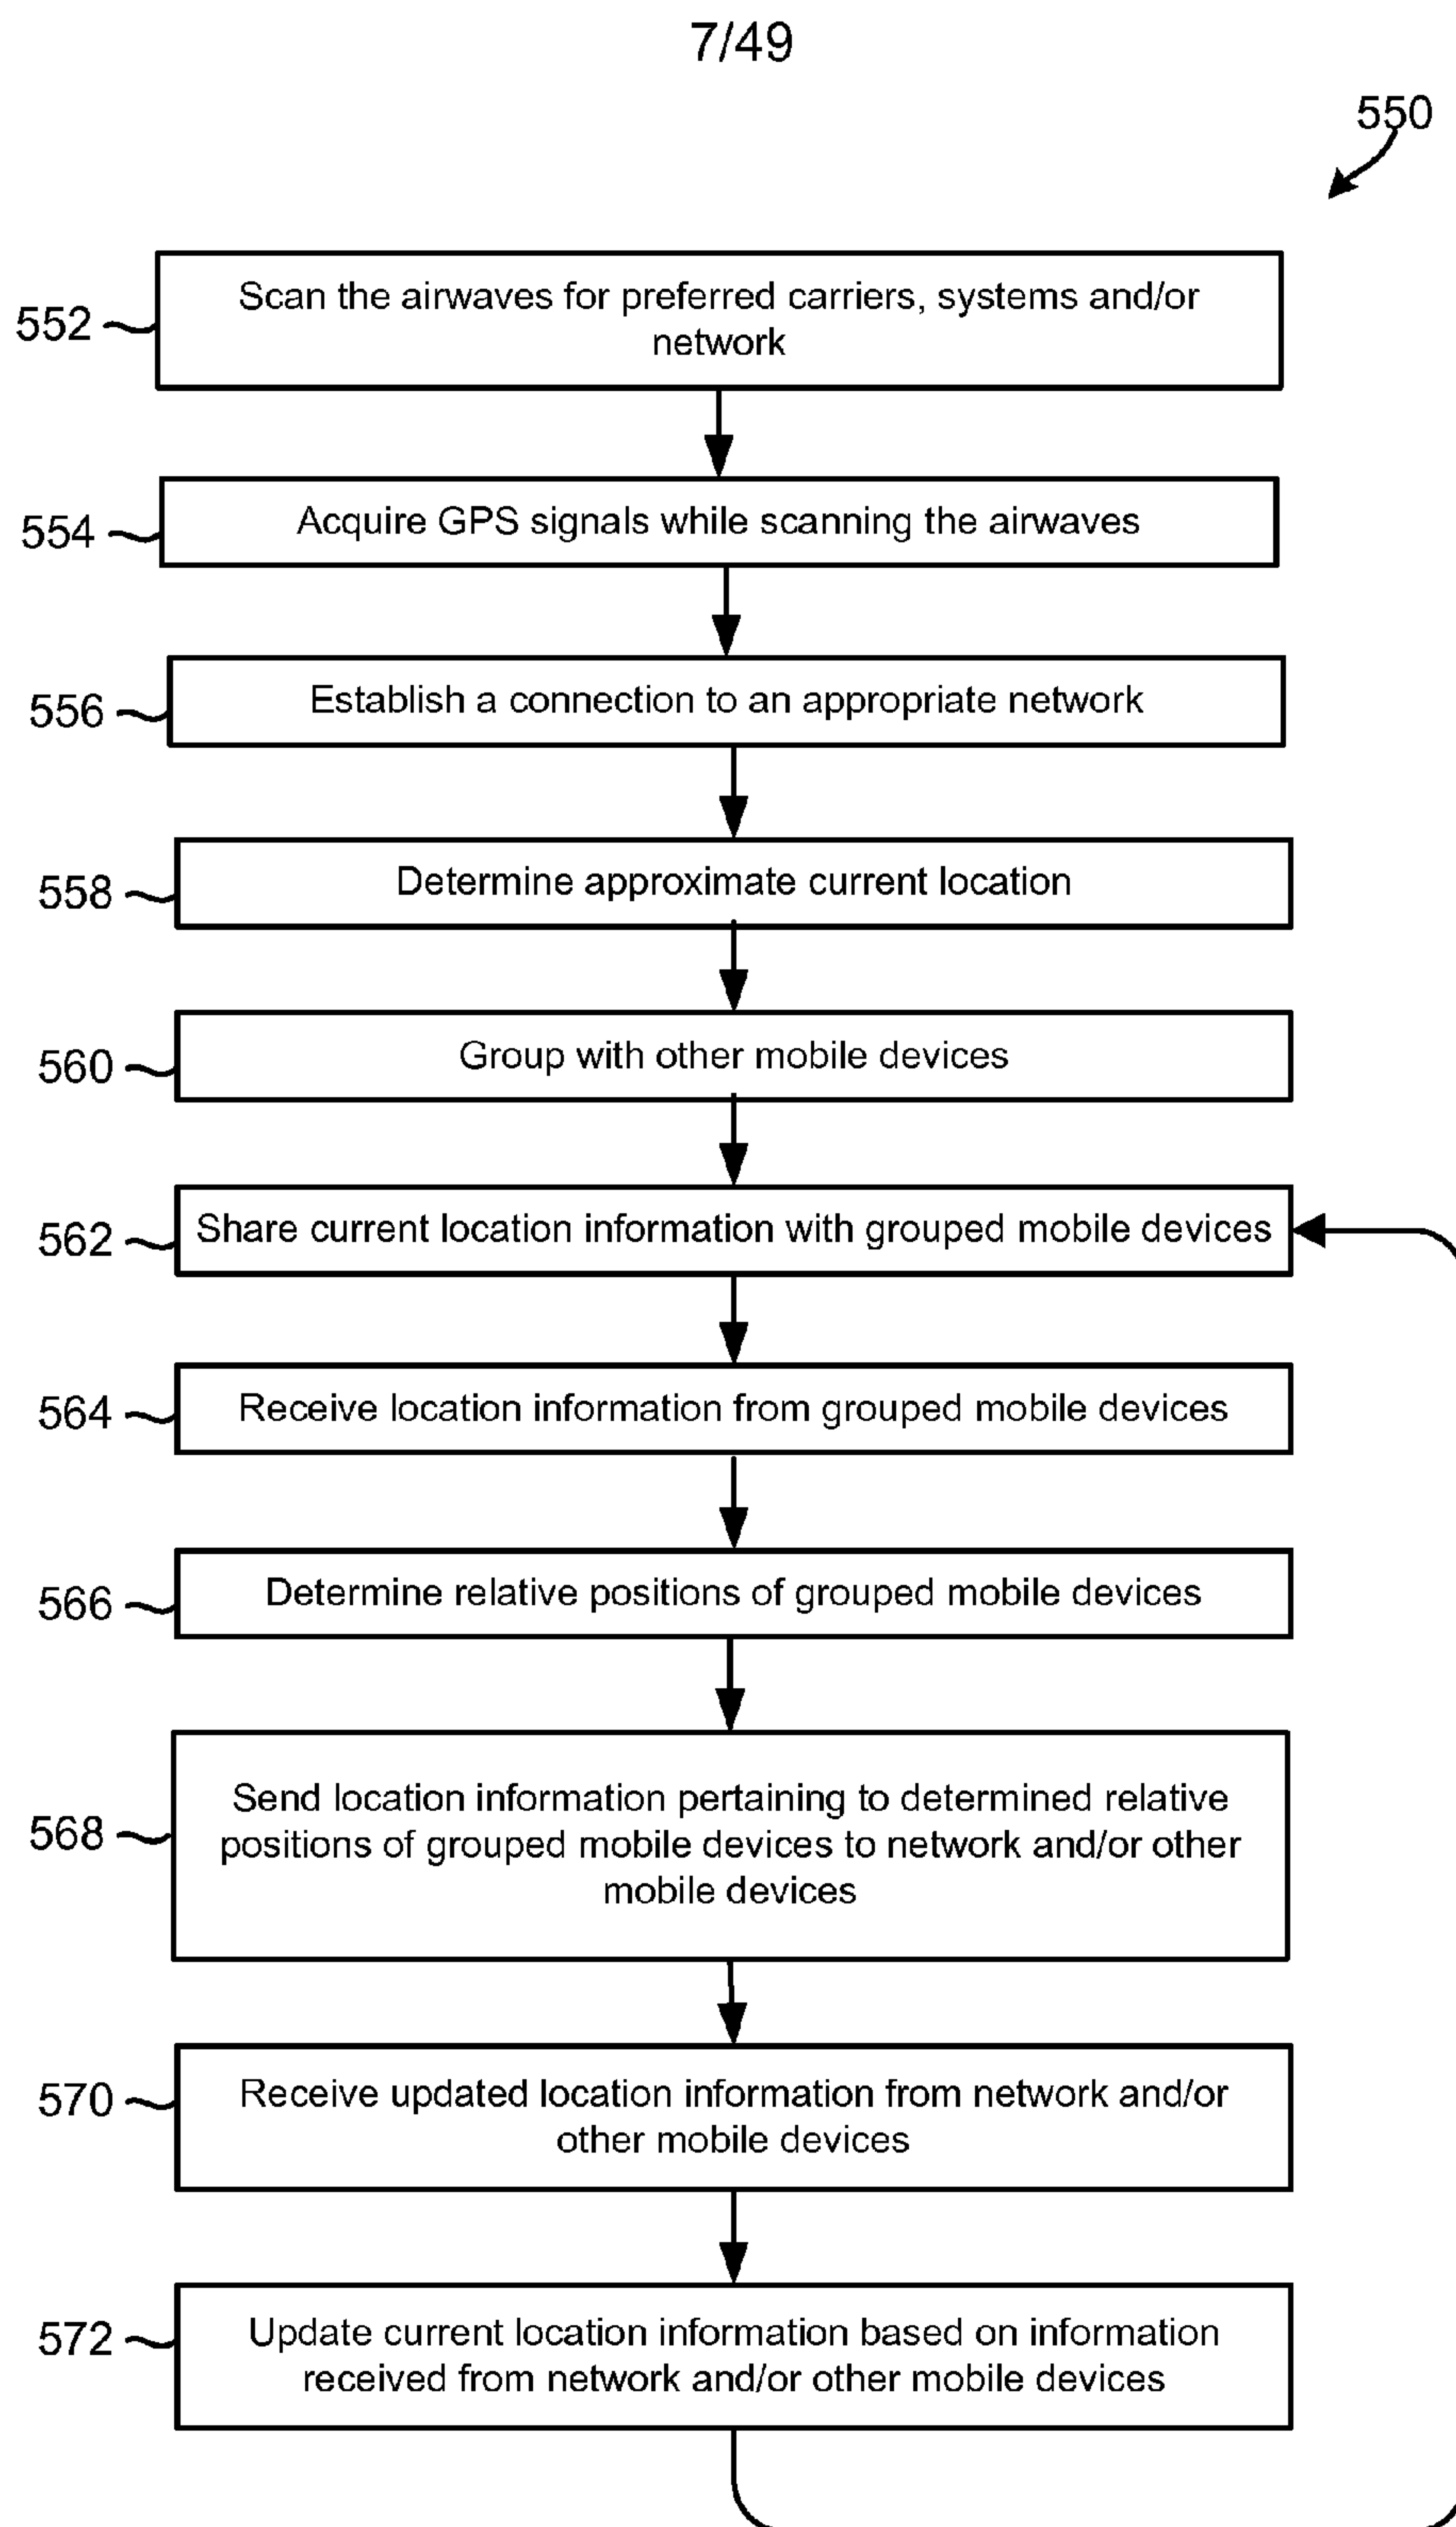 7/49
550
552
Scan the airwaves for preferred carriers, systems and/or
network
554
Acquire GPS signals while scanning the airwaves
556
Establish a connection to an appropriate network
558
Determine approximate current location
560
Group with other mobile devices
562
Share current location information with grouped mobile devices
564
Receive location information from grouped mobile devices
566
Determine relative positions of grouped mobile devices
568
Send location information pertaining to determined relative
positions of grouped mobile devices to network and/or other
mobile devices
570
Receive updated location information from network and/or
other mobile devices
572
Update current location information based on information
received from network and/or other mobile devices